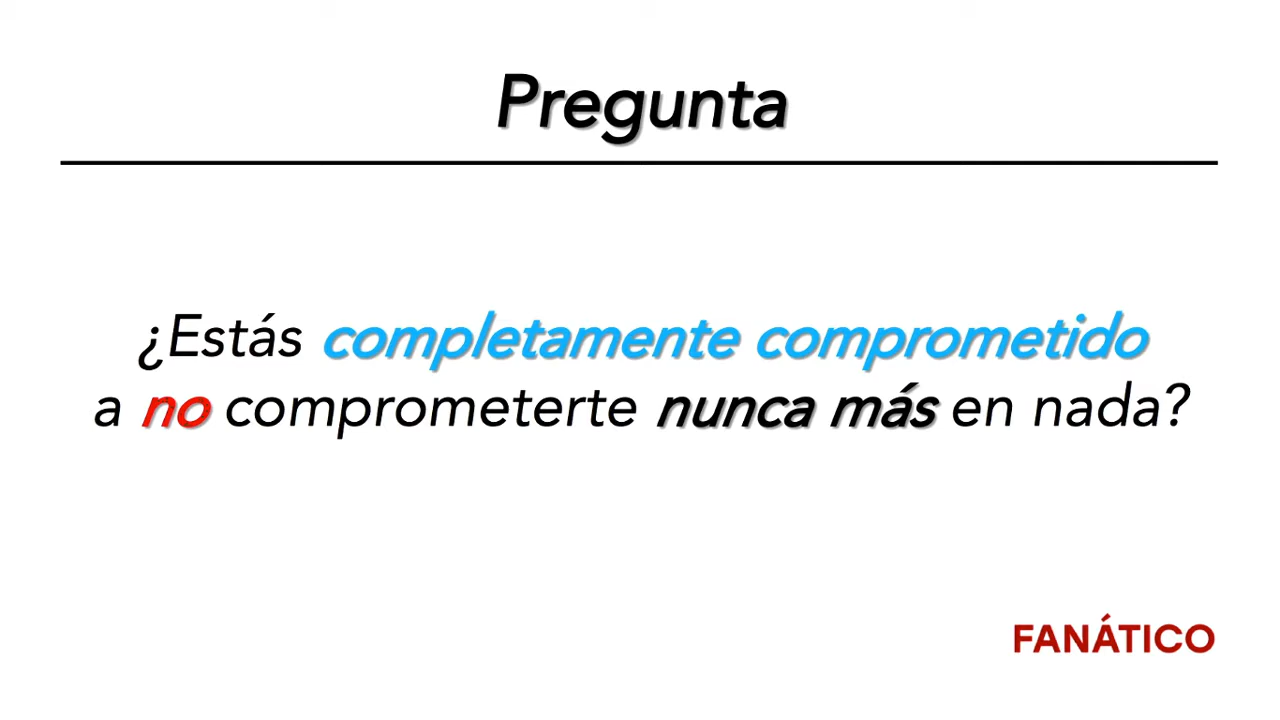 Pregunta
¿Estás completamente comprometido
a no comprometerte nunca más en nada?
FANÁTICO